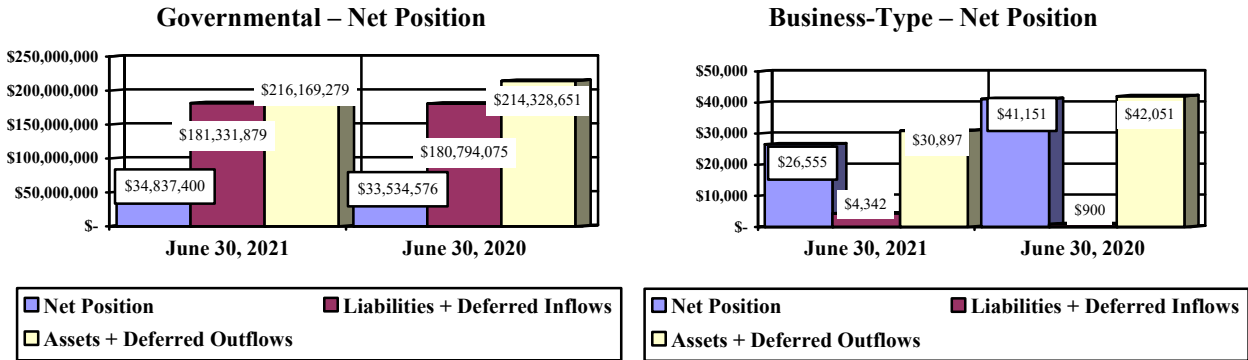 Governmental – Net Position
$250,000,000
$200,000,000
$150,000,000
$100,000,000
$50,000,000
$-
$216,169,279
$214,328,651
$181,331,879
$180,794,075
$34,837,400
$33,534,576
June 30, 2021
June 30, 2020
Net Position
Liabilities + Deferred Inflows
Assets + Deferred Outflows
Business-Type – Net Position
$50,000
$40,000
$30,000
$20,000
$10,000
$-
$41,151
$42,051
$26,555
$30,897
$4,342
$900
June 30, 2021
June 30, 2020
Net Position
Liabilities + Deferred Inflows
Assets + Deferred Outflows